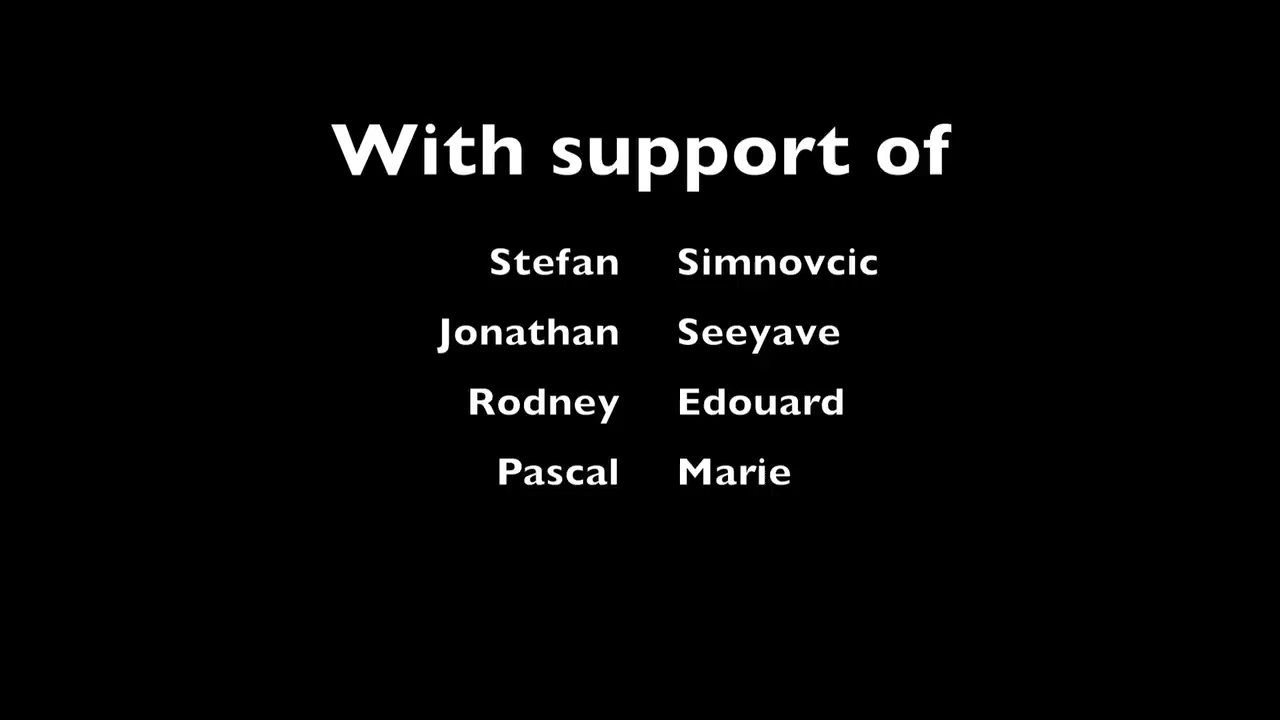 With support of
Stefan Simnovcic
Jonathan Seeyave
Rodney Edouard
Pascal Marie